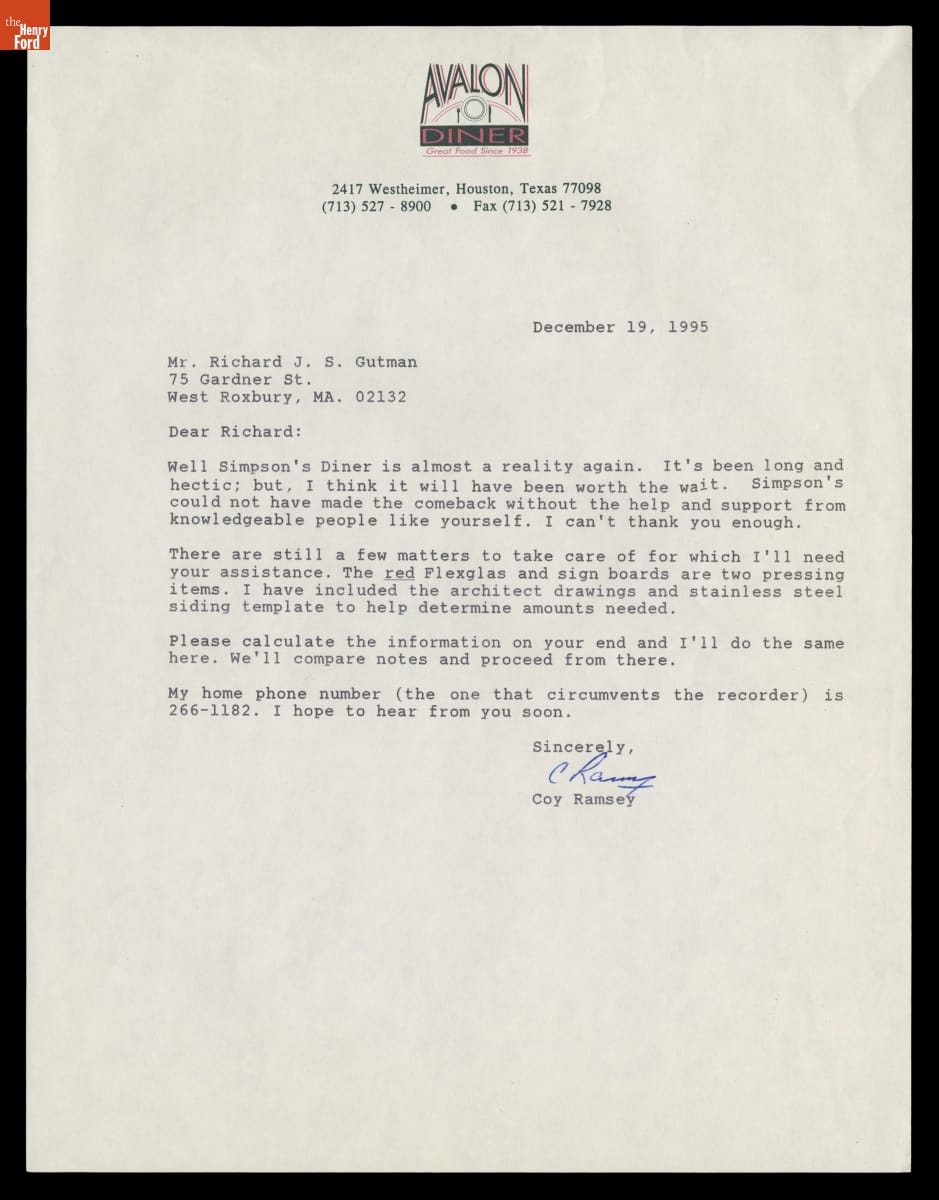 the
Henry
Ford
AVALON
DINER
Great Food Since 1938
2417 Westheimer, Houston, Texas 77098
(713) 527 - 8900 • Fax (713) 521 - 7928
December 19, 1995
Mr. Richard J. S. Gutman
75 Gardner St.
West Roxbury, MA. 02132
Dear Richard:
Well Simpson's Diner is almost a reality again. It's been long and
hectic; but, I think it will have been worth the wait. Simpson's
could not have made the comeback without the help and support from
knowledgeable people like yourself. I can't thank you enough.
There are still a few matters to take care of for which I'll need
your assistance. The red Flexglas and sign boards are two pressing
items. I have included the architect drawings and stainless steel
siding template to help determine amounts needed.
Please calculate the information on your end and I'll do the same
here. We'll compare notes and proceed from there.
My home phone number (the one that circumvents the recorder) is
266-1182. I hope to hear from you soon.
Sincerely,
C Ramsey
Coy Ramsey